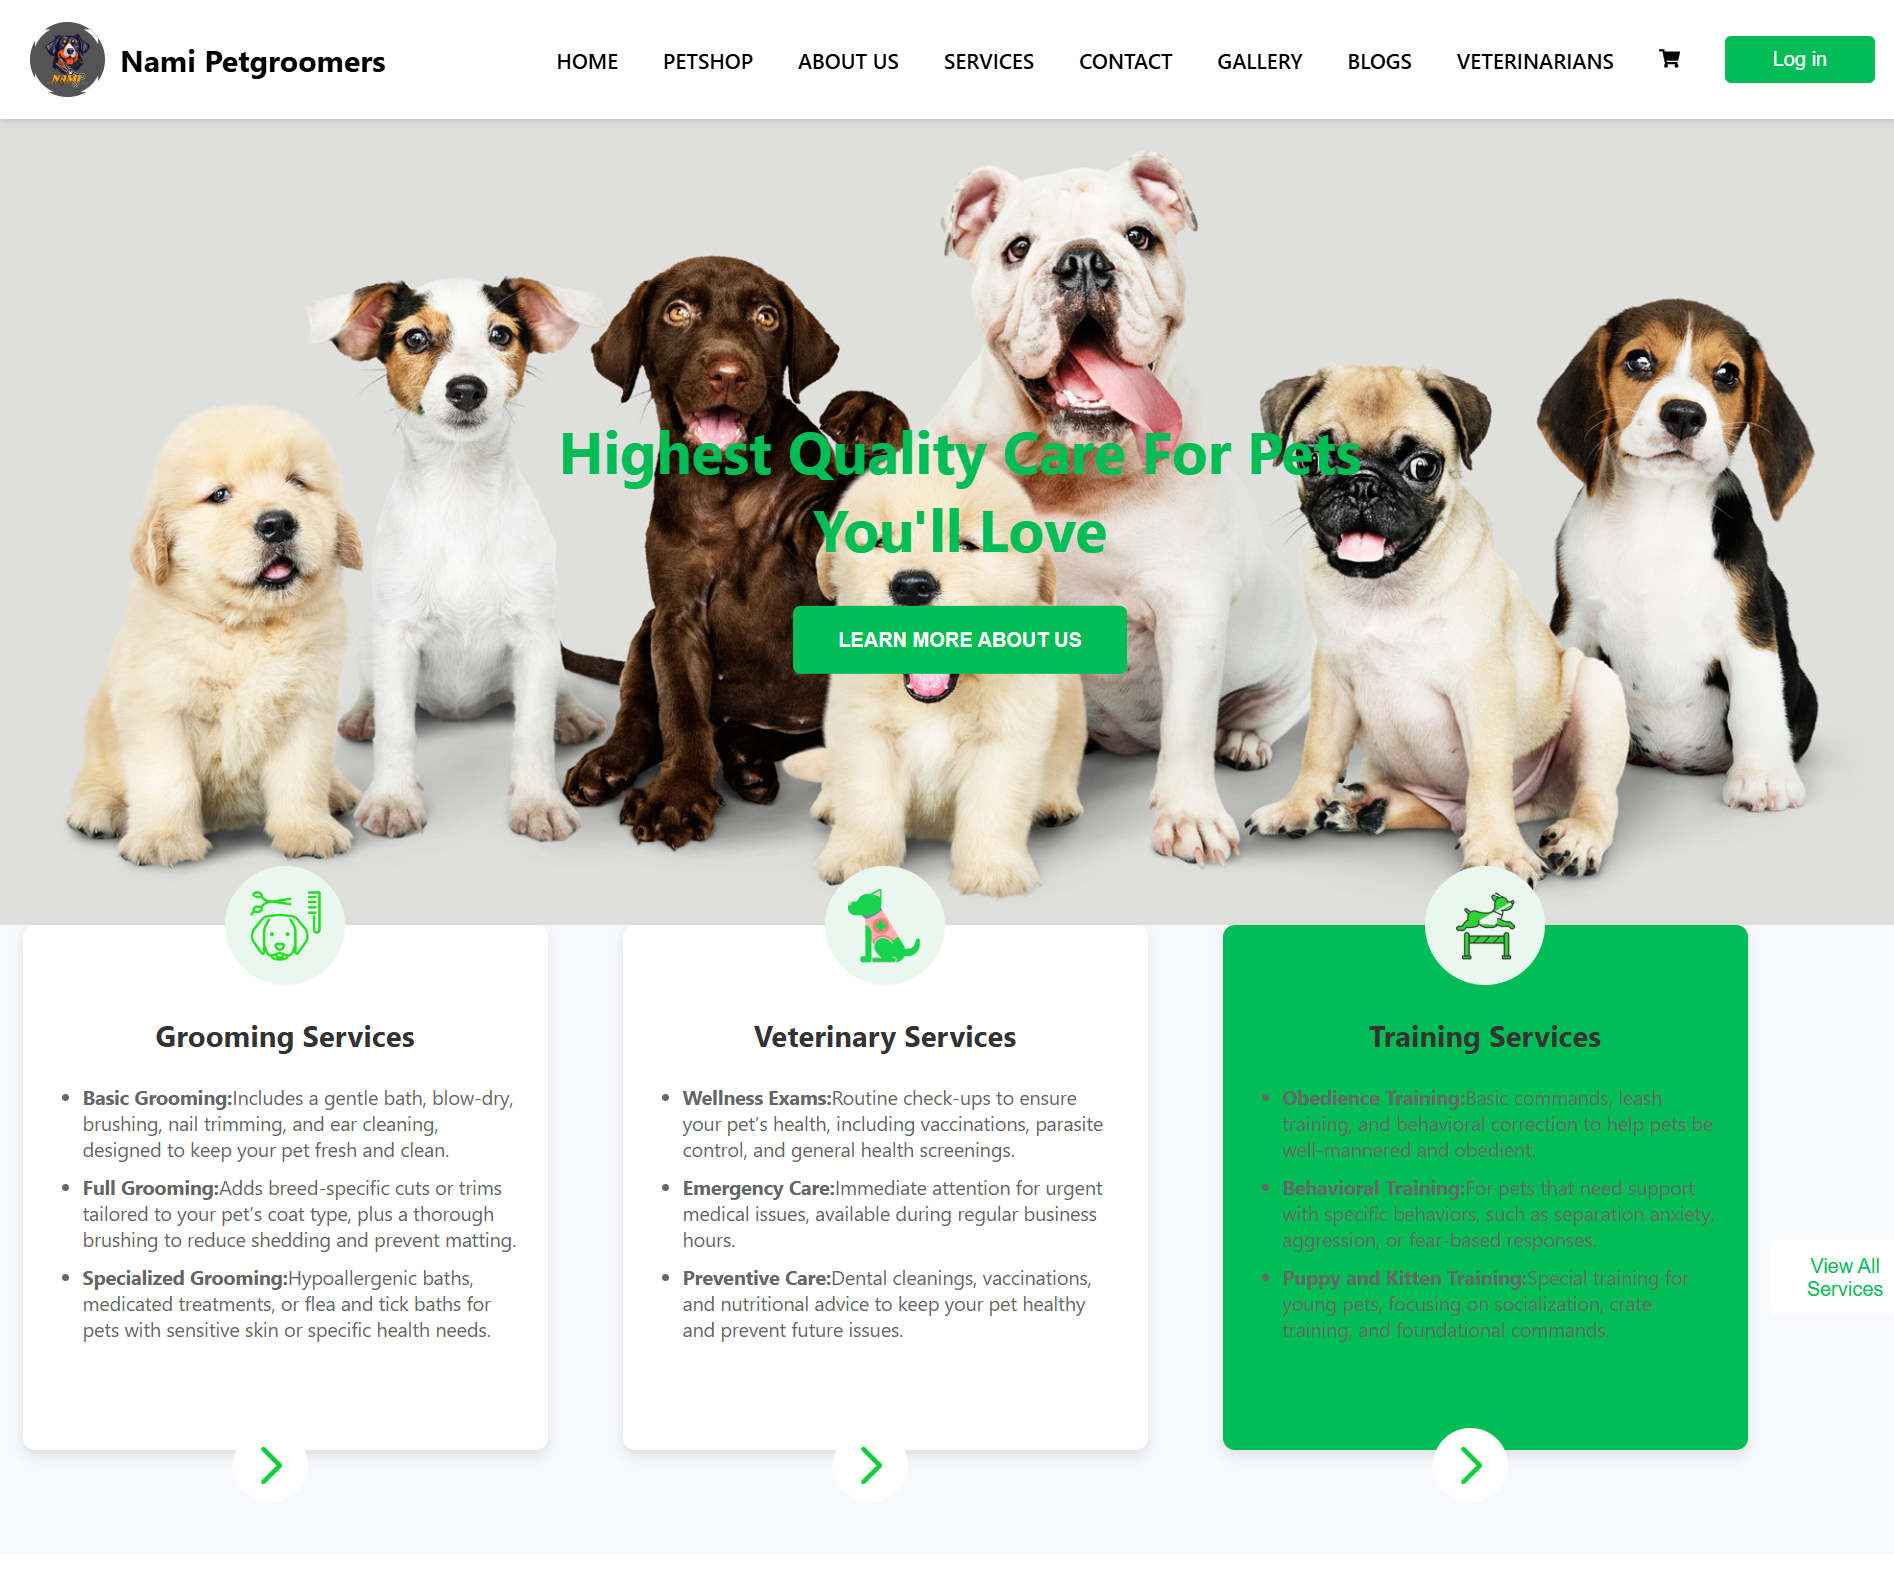 NAMI
Nami Petgroomers
HOME
PETSHOP
ABOUT US
SERVICES
CONTACT
GALLERY
BLOGS
VETERINARIANS
Log in
Highest Quality Care For Pets
You'll Love
LEARN MORE ABOUT US
Grooming Services
• Basic Grooming:Includes a gentle bath, blow-dry,
brushing, nail trimming, and ear cleaning,
designed to keep your pet fresh and clean.
• Full Grooming:Adds breed-specific cuts or trims
tailored to your pet’s coat type, plus a thorough
brushing to reduce shedding and prevent matting.
• Specialized Grooming:Hypoallergenic baths,
medicated treatments, or flea and tick baths for
pets with sensitive skin or specific health needs.
Veterinary Services
• Wellness Exams:Routine check-ups to ensure
your pet’s health, including vaccinations, parasite
control, and general health screenings.
• Emergency Care:Immediate attention for urgent
medical issues, available during regular business
hours.
• Preventive Care:Dental cleanings, vaccinations,
and nutritional advice to keep your pet healthy
and prevent future issues.
Training Services
• Obedience Training:Basic commands, leash
training, and behavioral correction to help pets be
well-mannered and obedient.
• Behavioral Training:For pets that need support
with specific behaviors, such as separation anxiety,
aggression, or fear-based responses.
• Puppy and Kitten Training:Special training for
young pets, focusing on socialization, crate
training, and foundational commands.
View All
Services